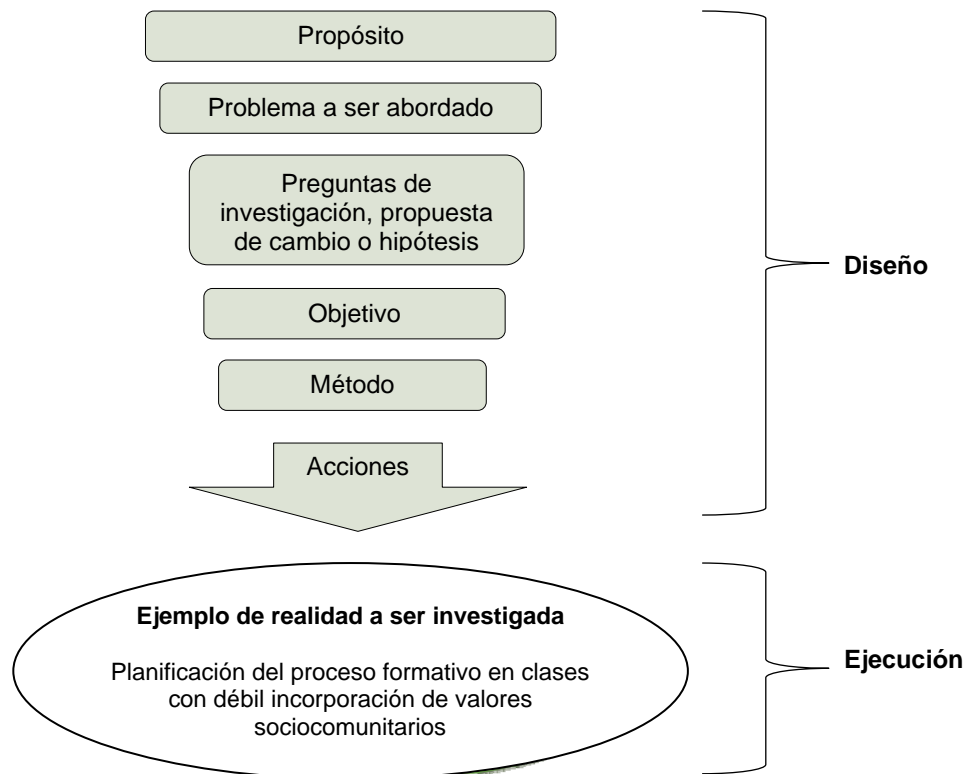 Propósito
Problema a ser abordado
Preguntas de
investigación, propuesta
de cambio o hipótesis
Diseño
Objetivo
Método
Acciones
Ejemplo de realidad a ser investigada
Planificación del proceso formativo en clases
con débil incorporación de valores
sociocomunitarios
Ejecución